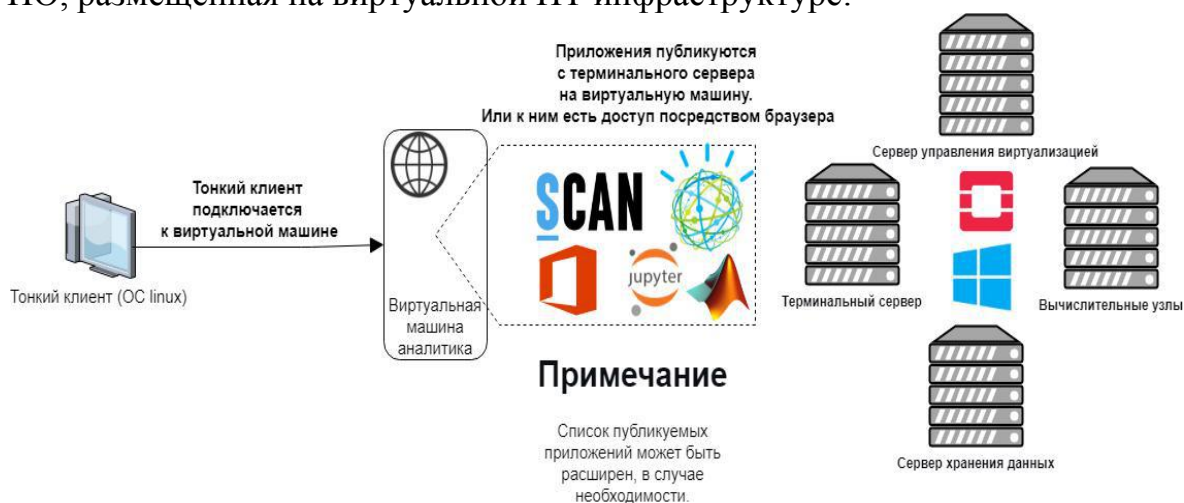 ПО, размещенная на виртуальной ИТ-инфраструктуре.
Приложения публикуются
с терминального сервера
на виртуальную машину.
Или к ним есть доступ посредством браузера
Сервер управления виртуализацией
Тонкий клиент
подключается
к виртуальной машине
SCAN
jupyter
Тонкий клиент (ОС linux)
Виртуальная
машина
аналитика
Терминальный сервер
Вычислительные узлы
Примечание
Список публикуемых
приложений может быть
расширен, в случае
необходимости.
Сервер хранения данных